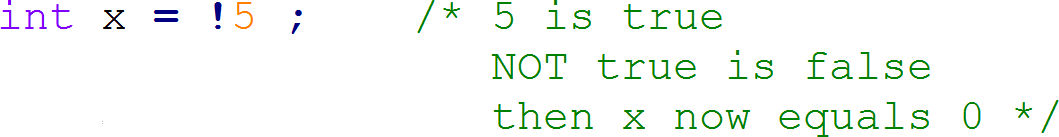 int x = !5 ; /* 5 is true
NOT true is false
then x now equals 0 */